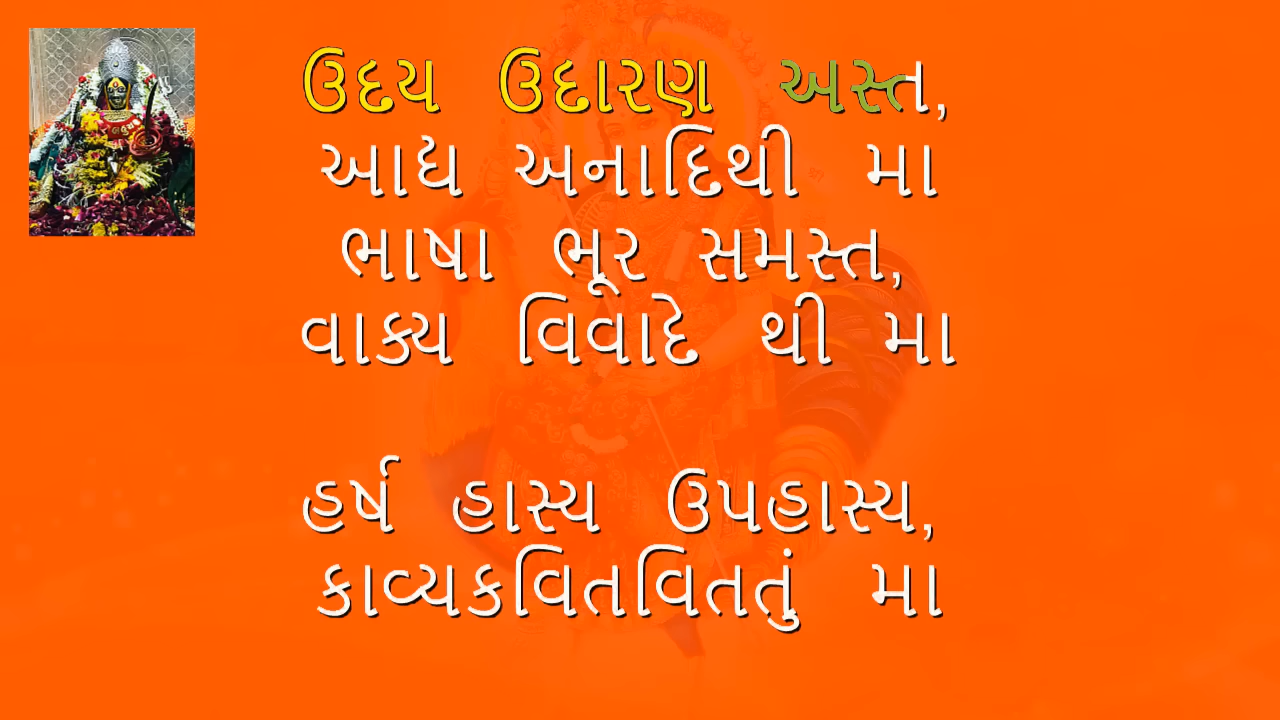 ઉદય ઉદારણ અસ્ત,
આદ્ય અનાદિથી મા
ભાષા ભૂર સમસ્ત,
વાક્ય વિવાદે થી મા
હર્ષ હાસ્ય ઉપહાસ્ય,
કાવ્યકવિતવિતતું મા